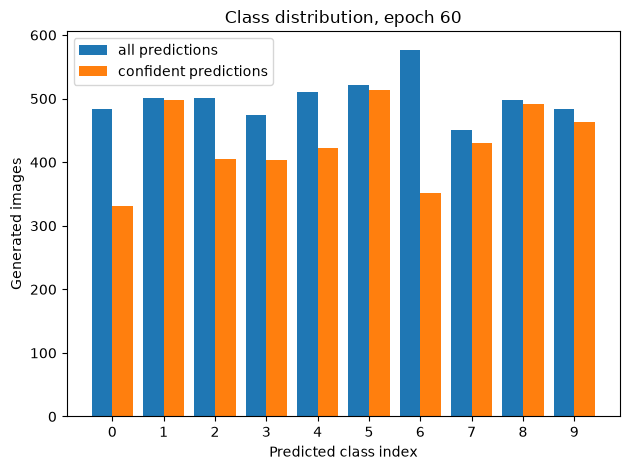 Class distribution, epoch 60
all predictions
confident predictions
Generated images
600
500
400
300
200
100
0
0 1 2 3 4 5 6 7 8 9
Predicted class index